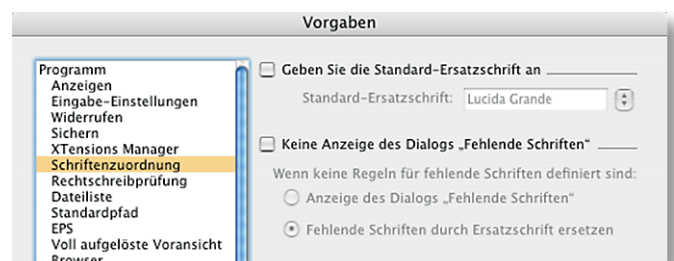 Vorgaben
Programm
Anzeigen
Eingabe-Einstellungen
Widerrufen
Sichern
XTensions Manager
Schriftenzuordnung
Rechtschreibprüfung
Dateiliste
Standardpfad
EPS
Voll aufgelöste Voransicht
Browser
Geben Sie die Standard-Ersatzschrift an
Standard-Ersatzschrift: Lucida Grande
Keine Anzeige des Dialogs „Fehlende Schriften“
Wenn keine Regeln für fehlende Schriften definiert sind:
Anzeige des Dialogs „Fehlende Schriften“
Fehlende Schriften durch Ersatzschrift ersetzen